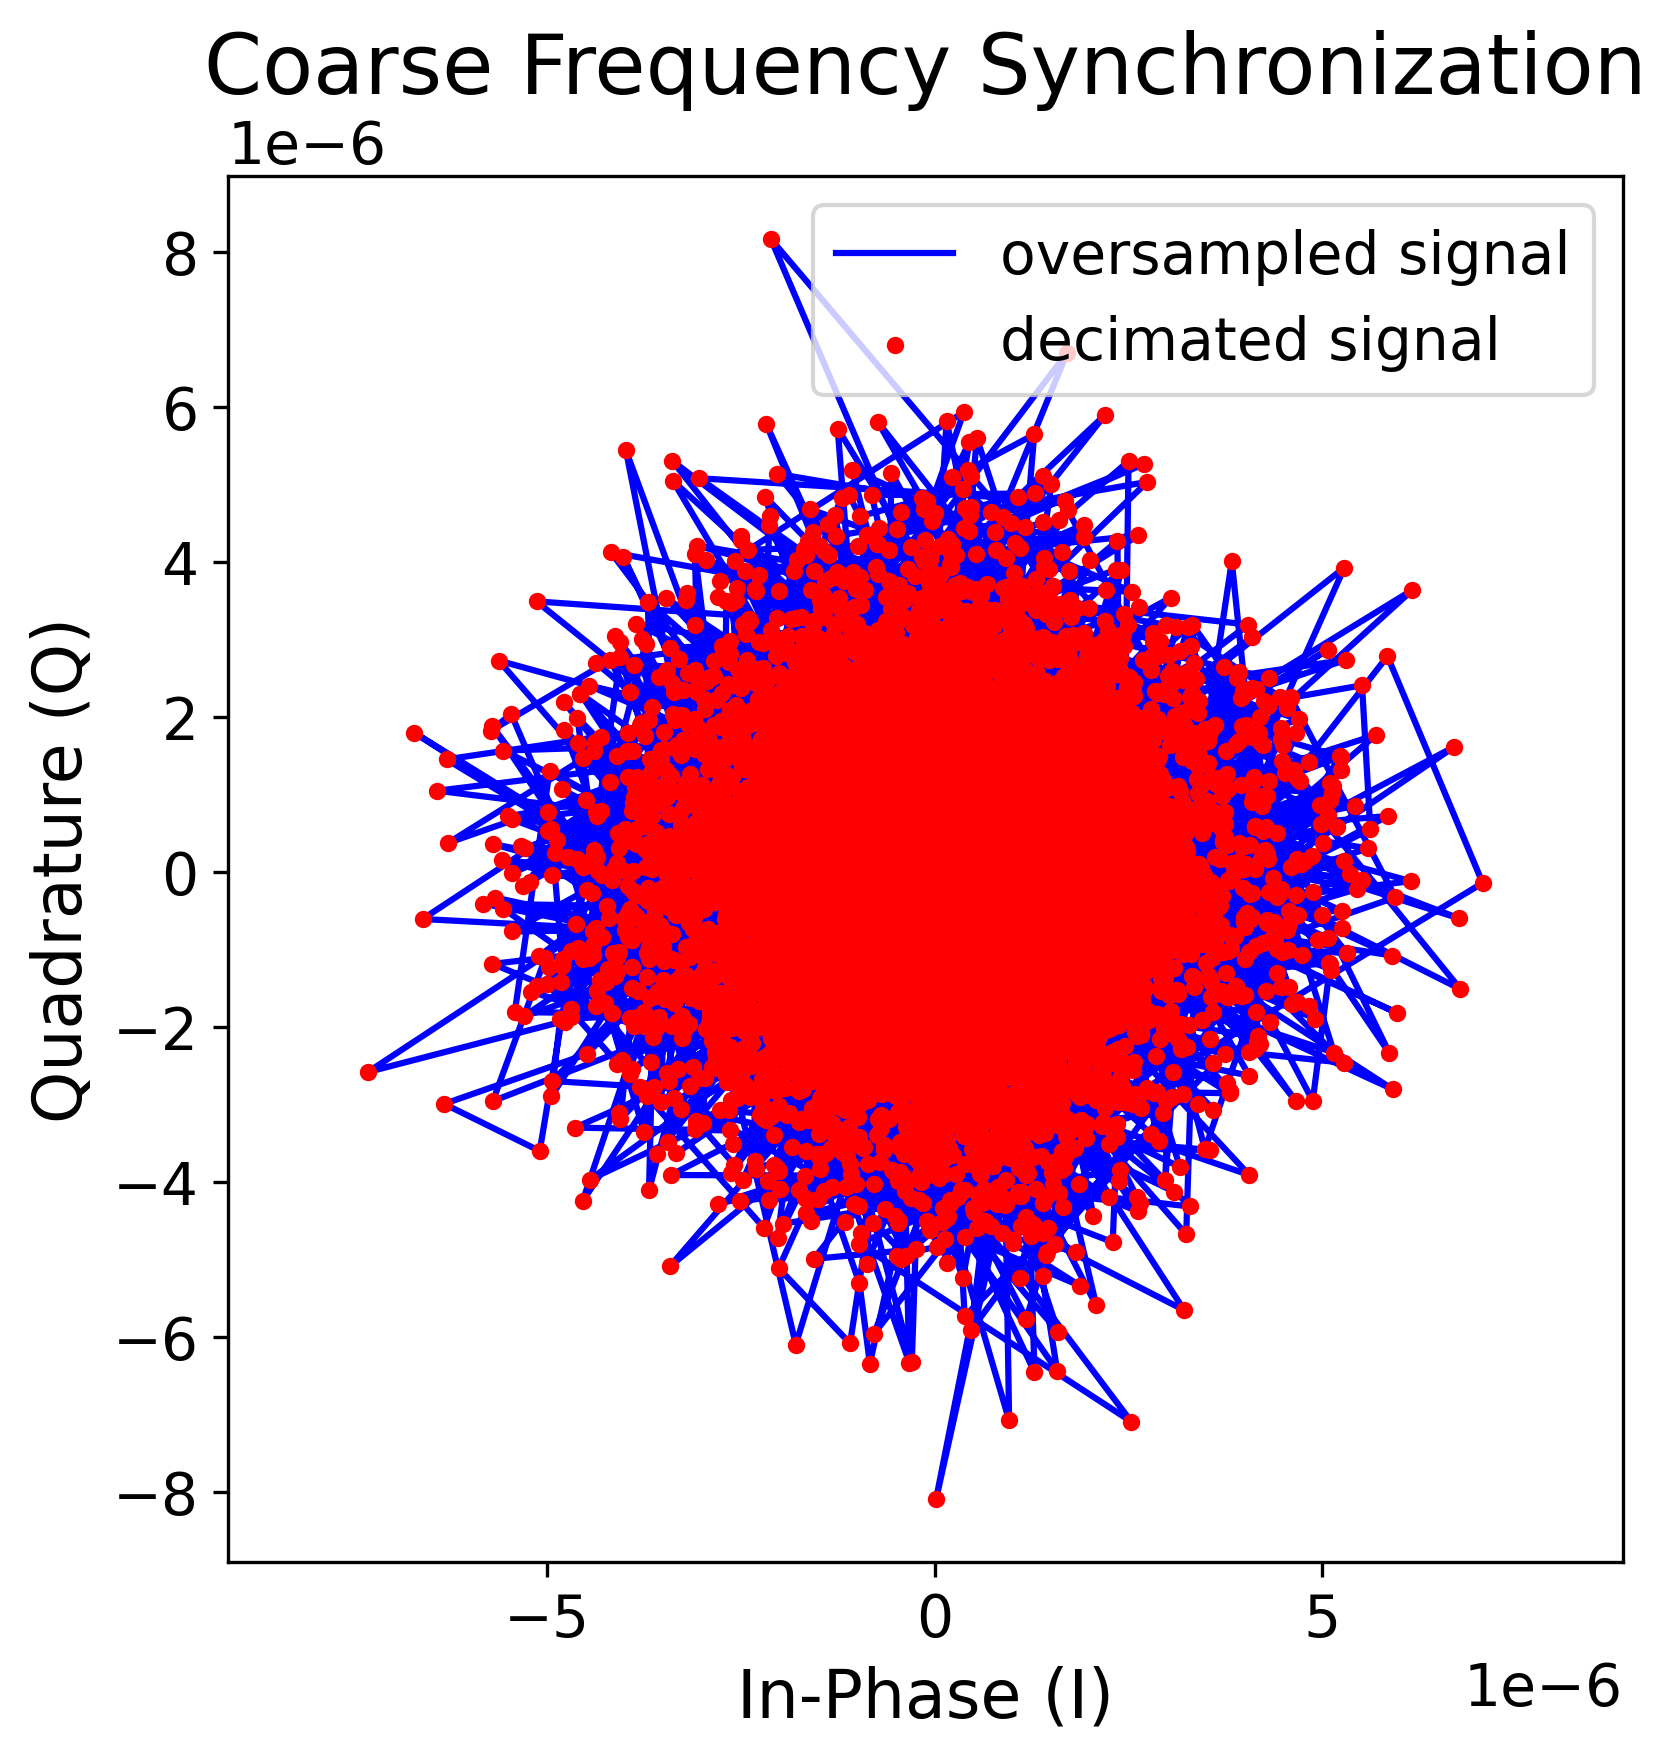 Coarse Frequency Synchronization
1e−6
oversampled signal
decimated signal
8
6
4
2
0
−2
−4
−6
−8
Quadrature (Q)
−5 0 5
In-Phase (I)
1e−6